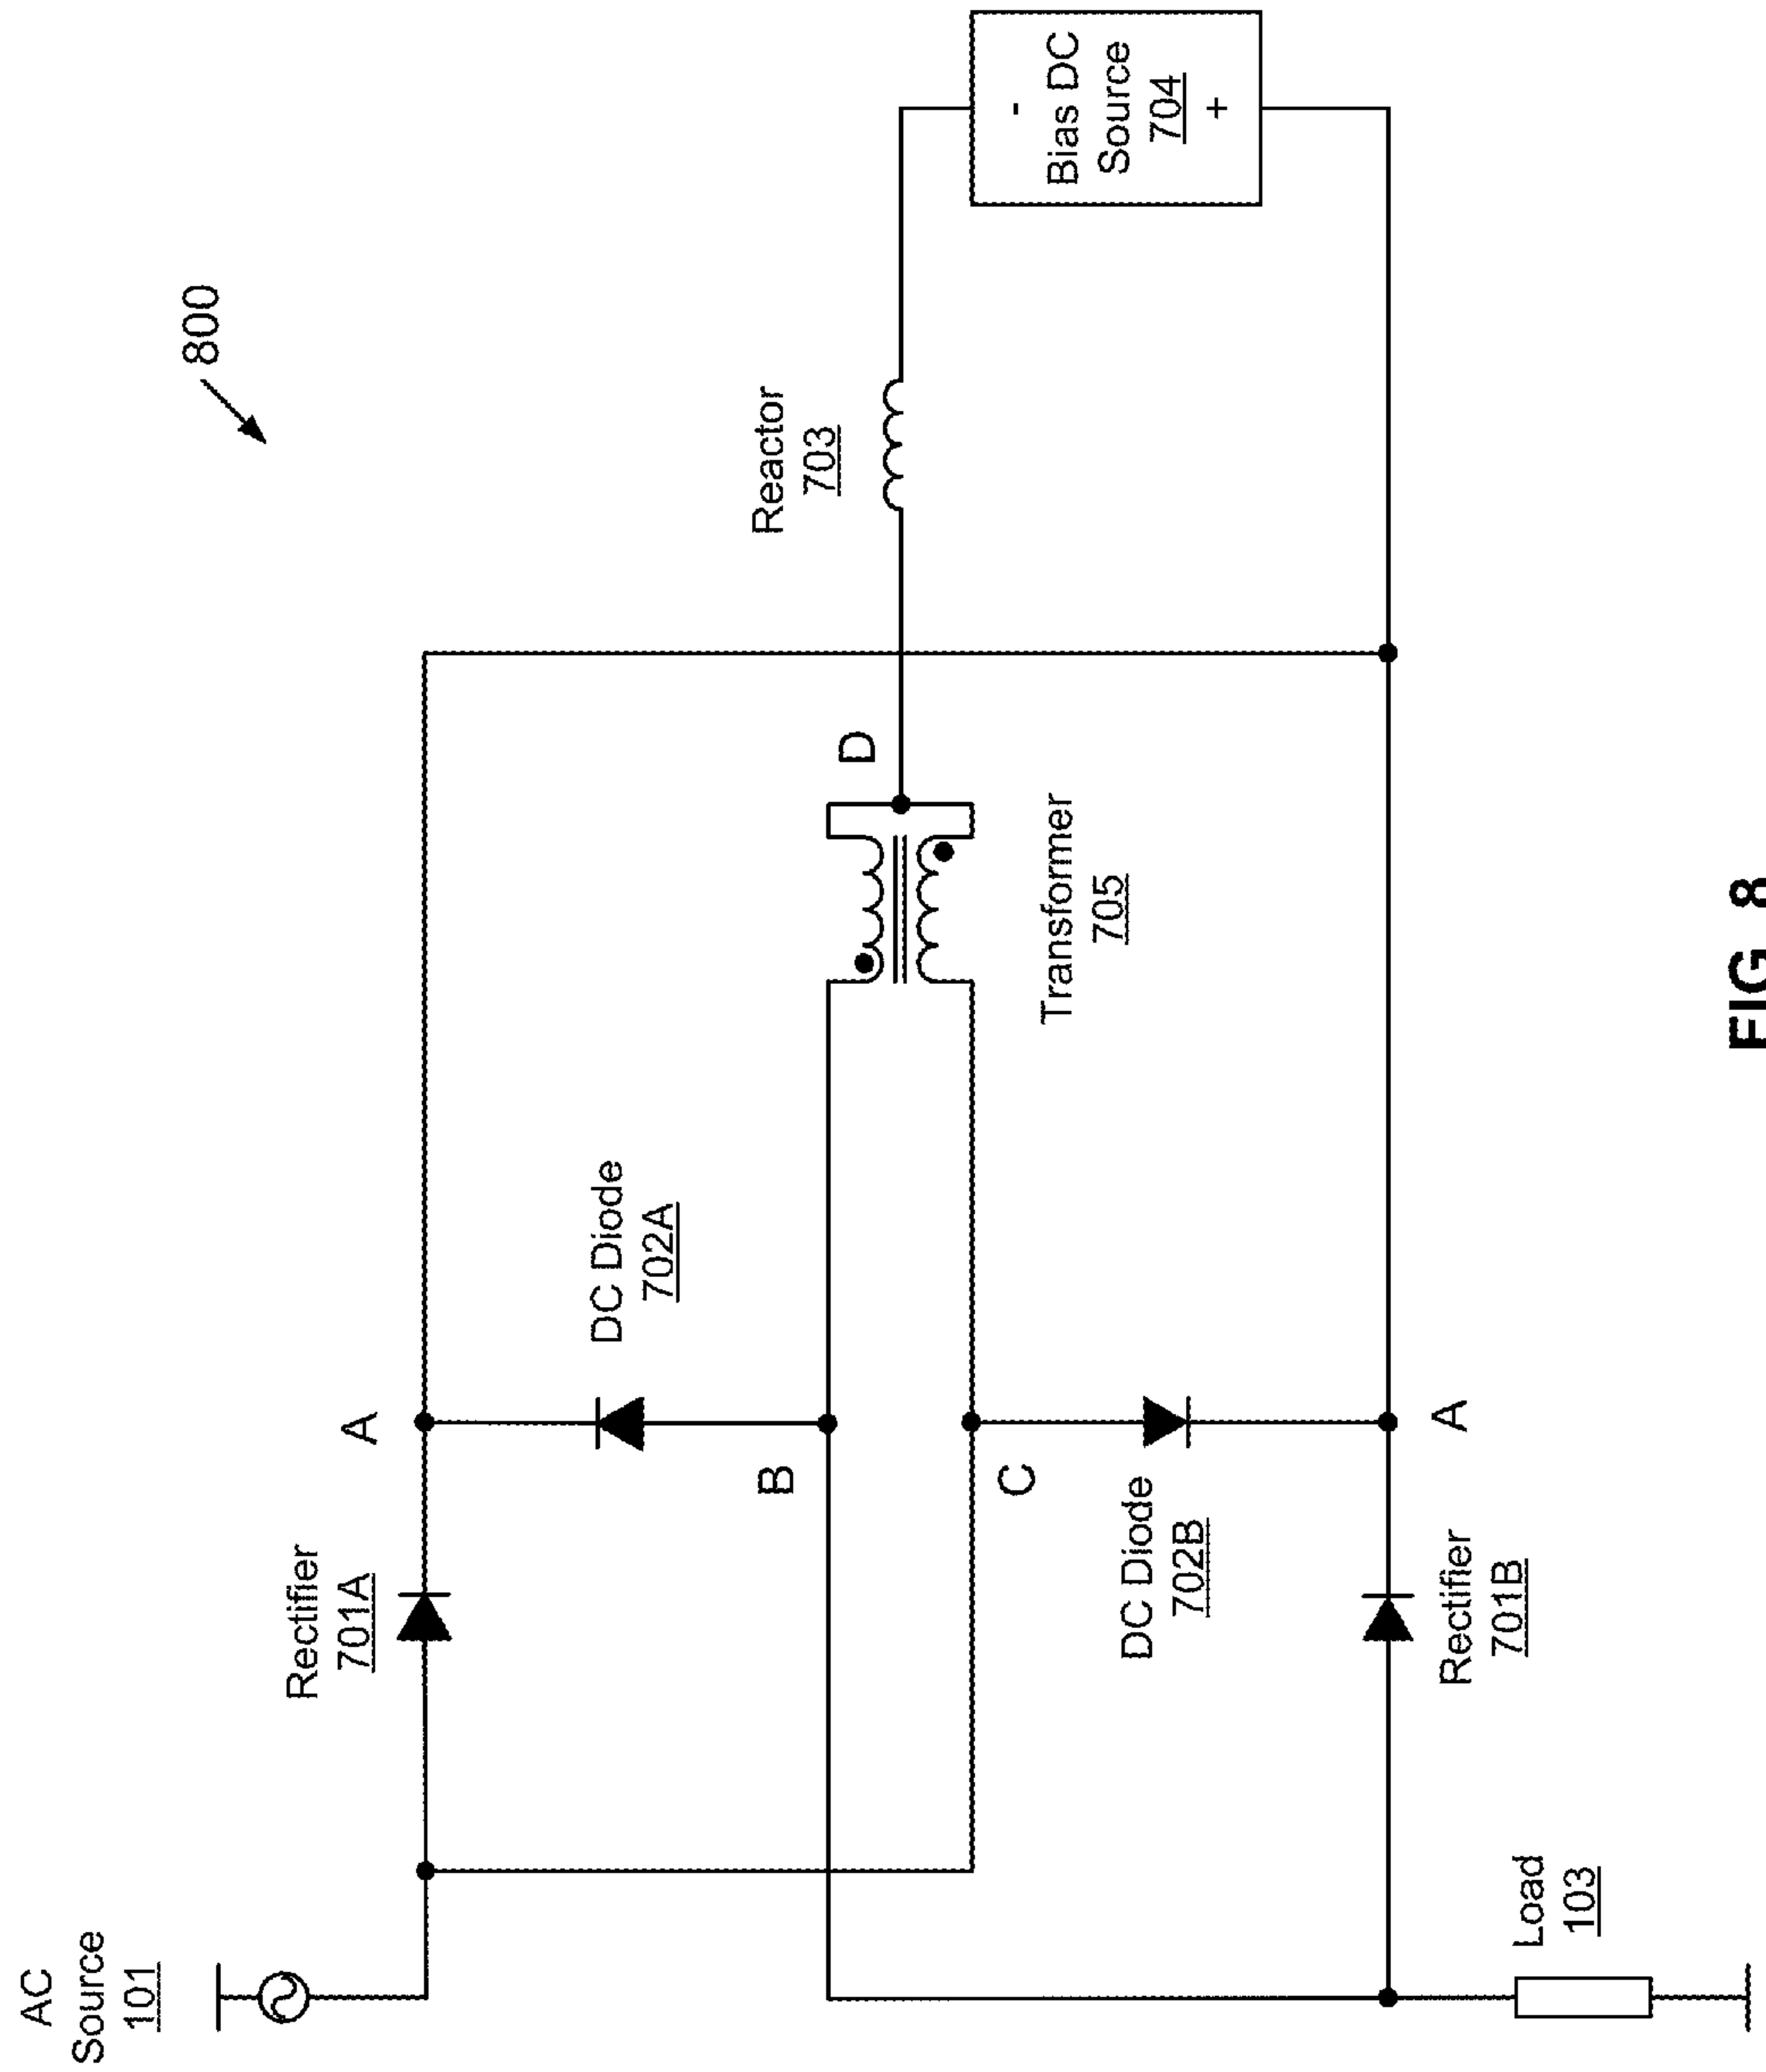 AC
Source
101
800
Rectifier
701A
A
DC Diode
702A
Reactor
703
B
D
-
Bias DC
Source
704
+
C
Transformer
705
DC Diode
702B
A
Rectifier
701B
Load
103
FIG 8